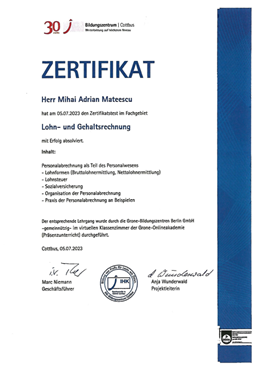 30 J
Bildungszentrum | Cottbus
Weiterbildung auf höchstem Niveau
ZERTIFIKAT
Herr Mihai Adrian Mateescu
hat am 05.07.2023 den Zertifikatstest im Fachgebiet
Lohn- und Gehaltsrechnung
mit Erfolg absolviert.
Inhalt:
Personalabrechnung als Teil des Personalwesens
- Lohnformen (Bruttolohnermittlung, Nettolohnermittlung)
- Lohnsteuer
- Sozialversicherung
- Organisation der Personalabrechnung
- Praxis der Personalabrechnung an Beispielen
Der entsprechende Lehrgang wurde durch die Grone-Bildungszentren Berlin GmbH
-gemeinnützig- im virtuellen Klassenzimmer der Grone-Onlineakademie
(Präsenzunterricht) durchgeführt.
Cottbus, 05.07.2023
Marc Niemann
Geschäftsführer
IHK
Anja Wunderwald
Projektleiterin